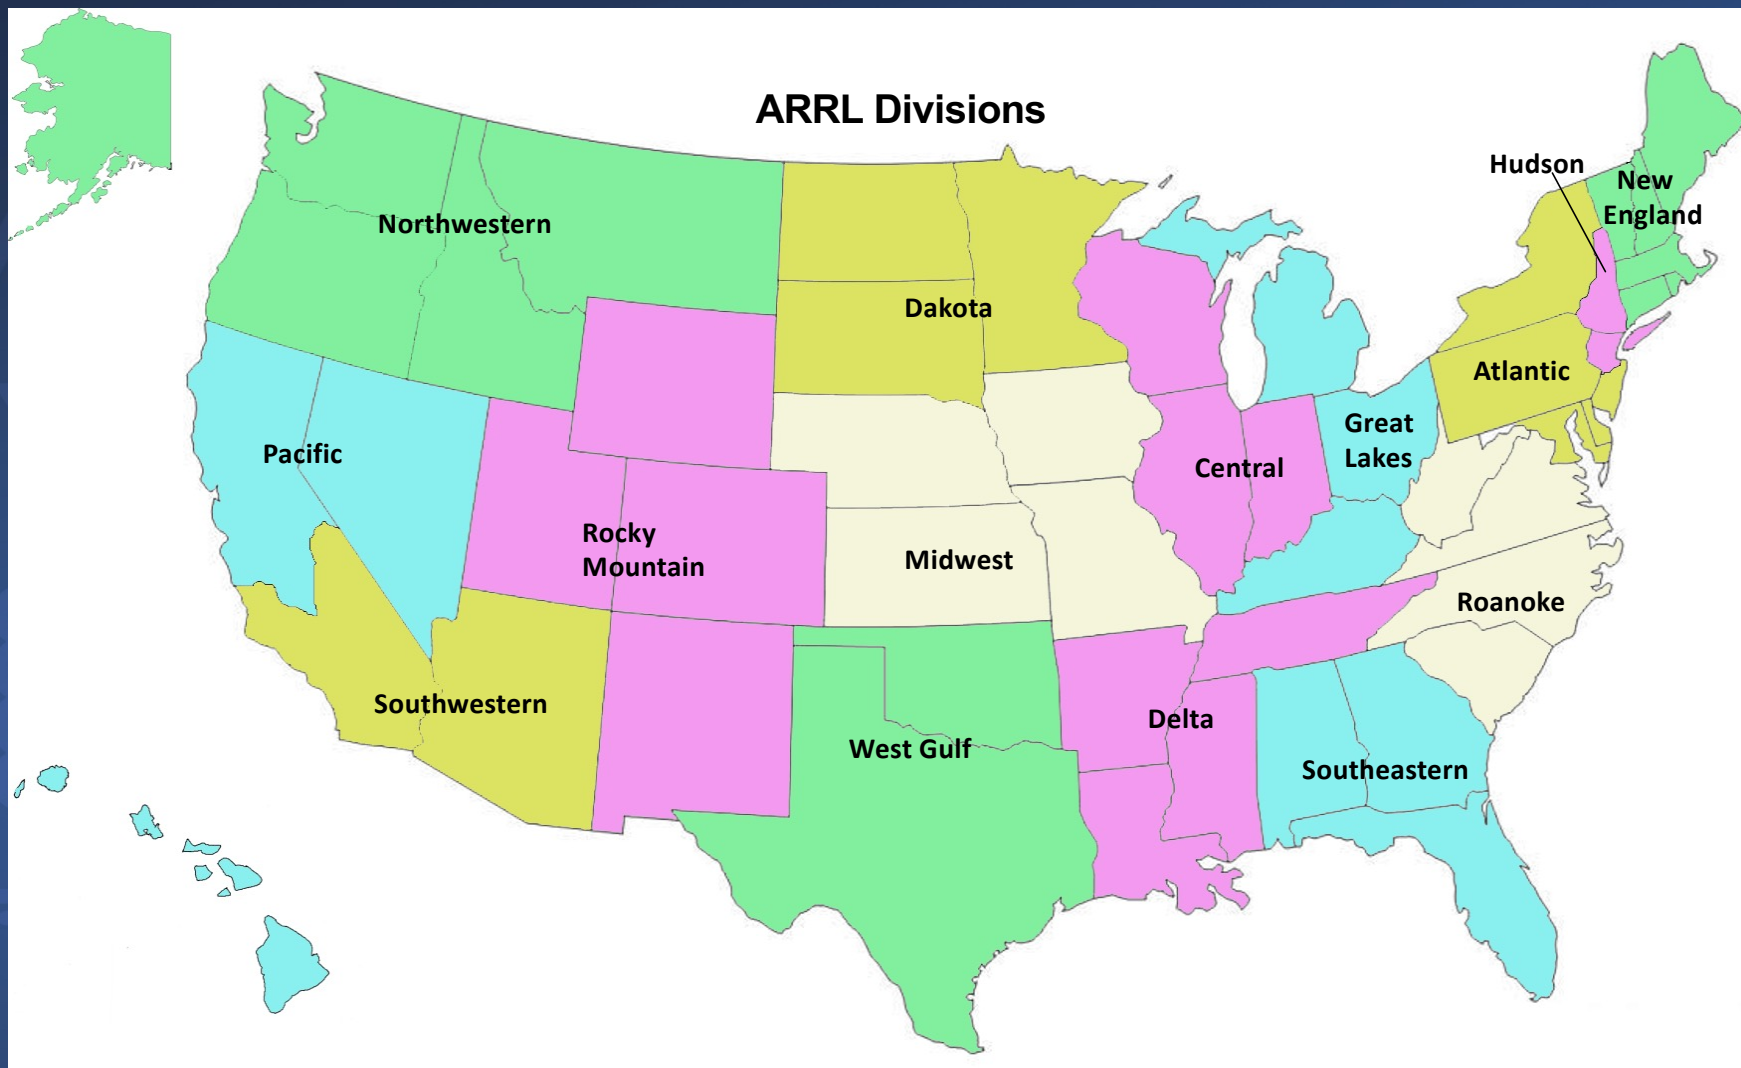 ARRL Divisions
Hudson
New
England
Northwestern
Dakota
Atlantic
Great
Lakes
Pacific
Central
Rocky
Mountain
Midwest
Roanoke
Southwestern
Delta
West Gulf
Southeastern